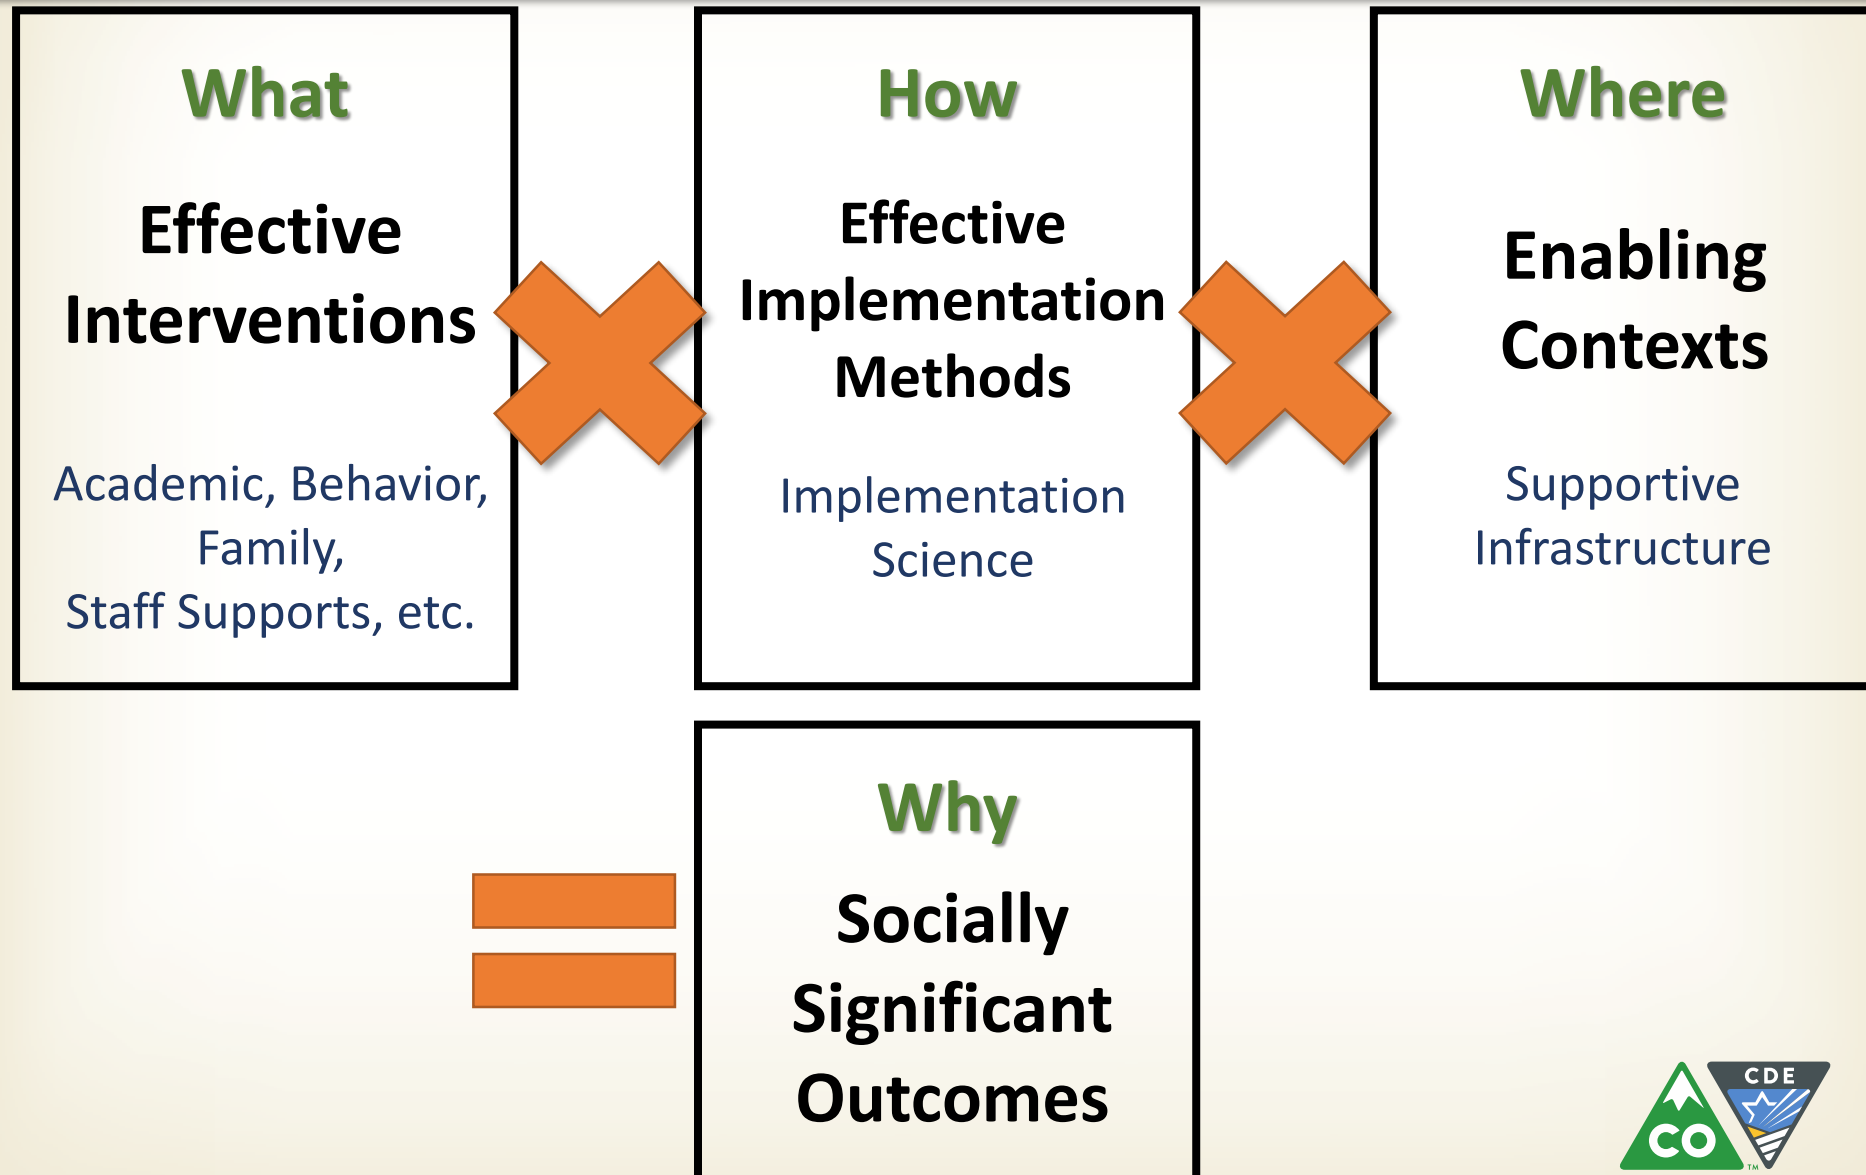 What
Effective
Interventions
Academic, Behavior,
Family,
Staff Supports, etc.
How
Effective
Implementation
Methods
Implementation
Science
Where
Enabling
Contexts
Supportive
Infrastructure
Why
Socially
Significant
Outcomes
CO
CDE
TM